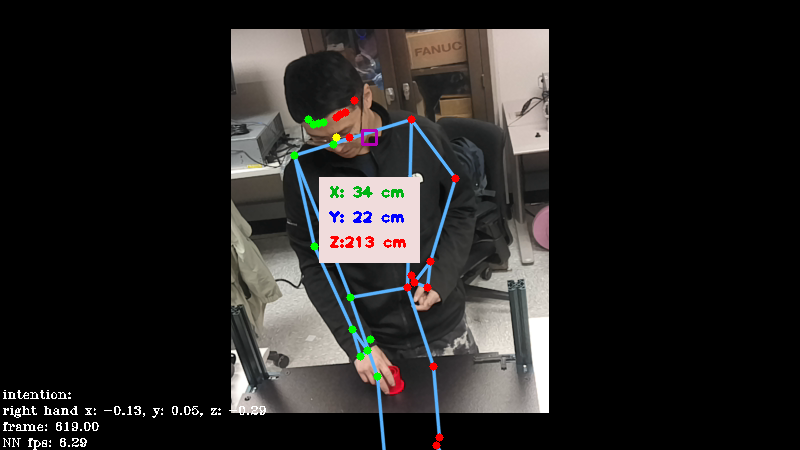 FANUC
X: 34 cm
Y: 22 cm
Z:213 cm
intention:
right hand x: -0.13, y: 0.05, z: -0.29
frame: 619.00
NN fps: 6.29